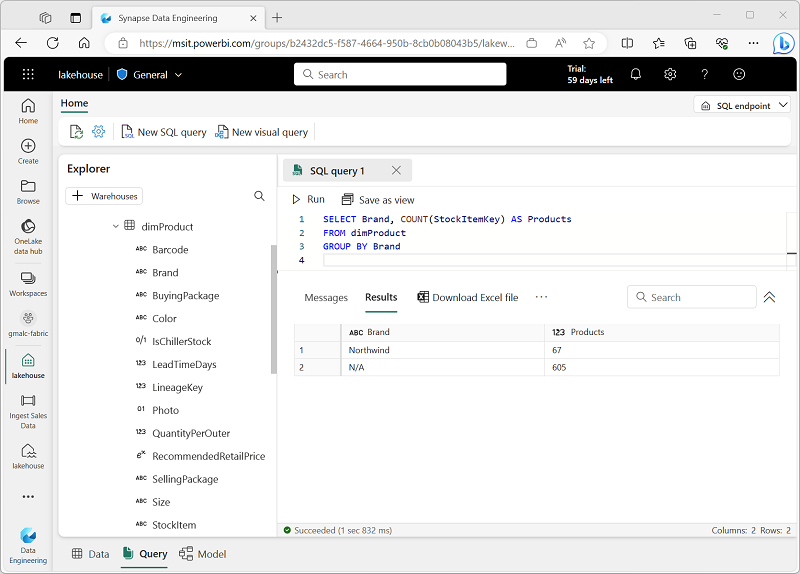 Synapse Data Engineering
https://msit.powerbi.com/groups/b2432dc5-f587-4664-950b-8cb0b08043b5/lakew...
lakehouse General Search Trial: 59 days left
Home
SQL endpoint
New SQL query New visual query
Home
Create
Browse
OneLake
data hub
Workspaces
gmalc-fabric
lakehouse
Ingest Sales
Data
lakehouse
Data
Engineering
Explorer
Warehouses
dimProduct
ABC Barcode
ABC Brand
ABC BuyingPackage
ABC Color
0/1 IsChillerStock
123 LeadTimeDays
123 LineageKey
01 Photo
123 QuantityPerOuter
eˣ RecommendedRetailPrice
ABC SellingPackage
ABC Size
ABC StockItem
SQL query 1
Run Save as view
1 SELECT Brand, COUNT(StockItemKey) AS Products
2 FROM dimProduct
3 GROUP BY Brand
4
Messages Results Download Excel file Search
ABC Brand 123 Products
1 Northwind 67
2 N/A 605
Succeeded (1 sec 832 ms) Columns: 2 Rows: 2
Data Query Model